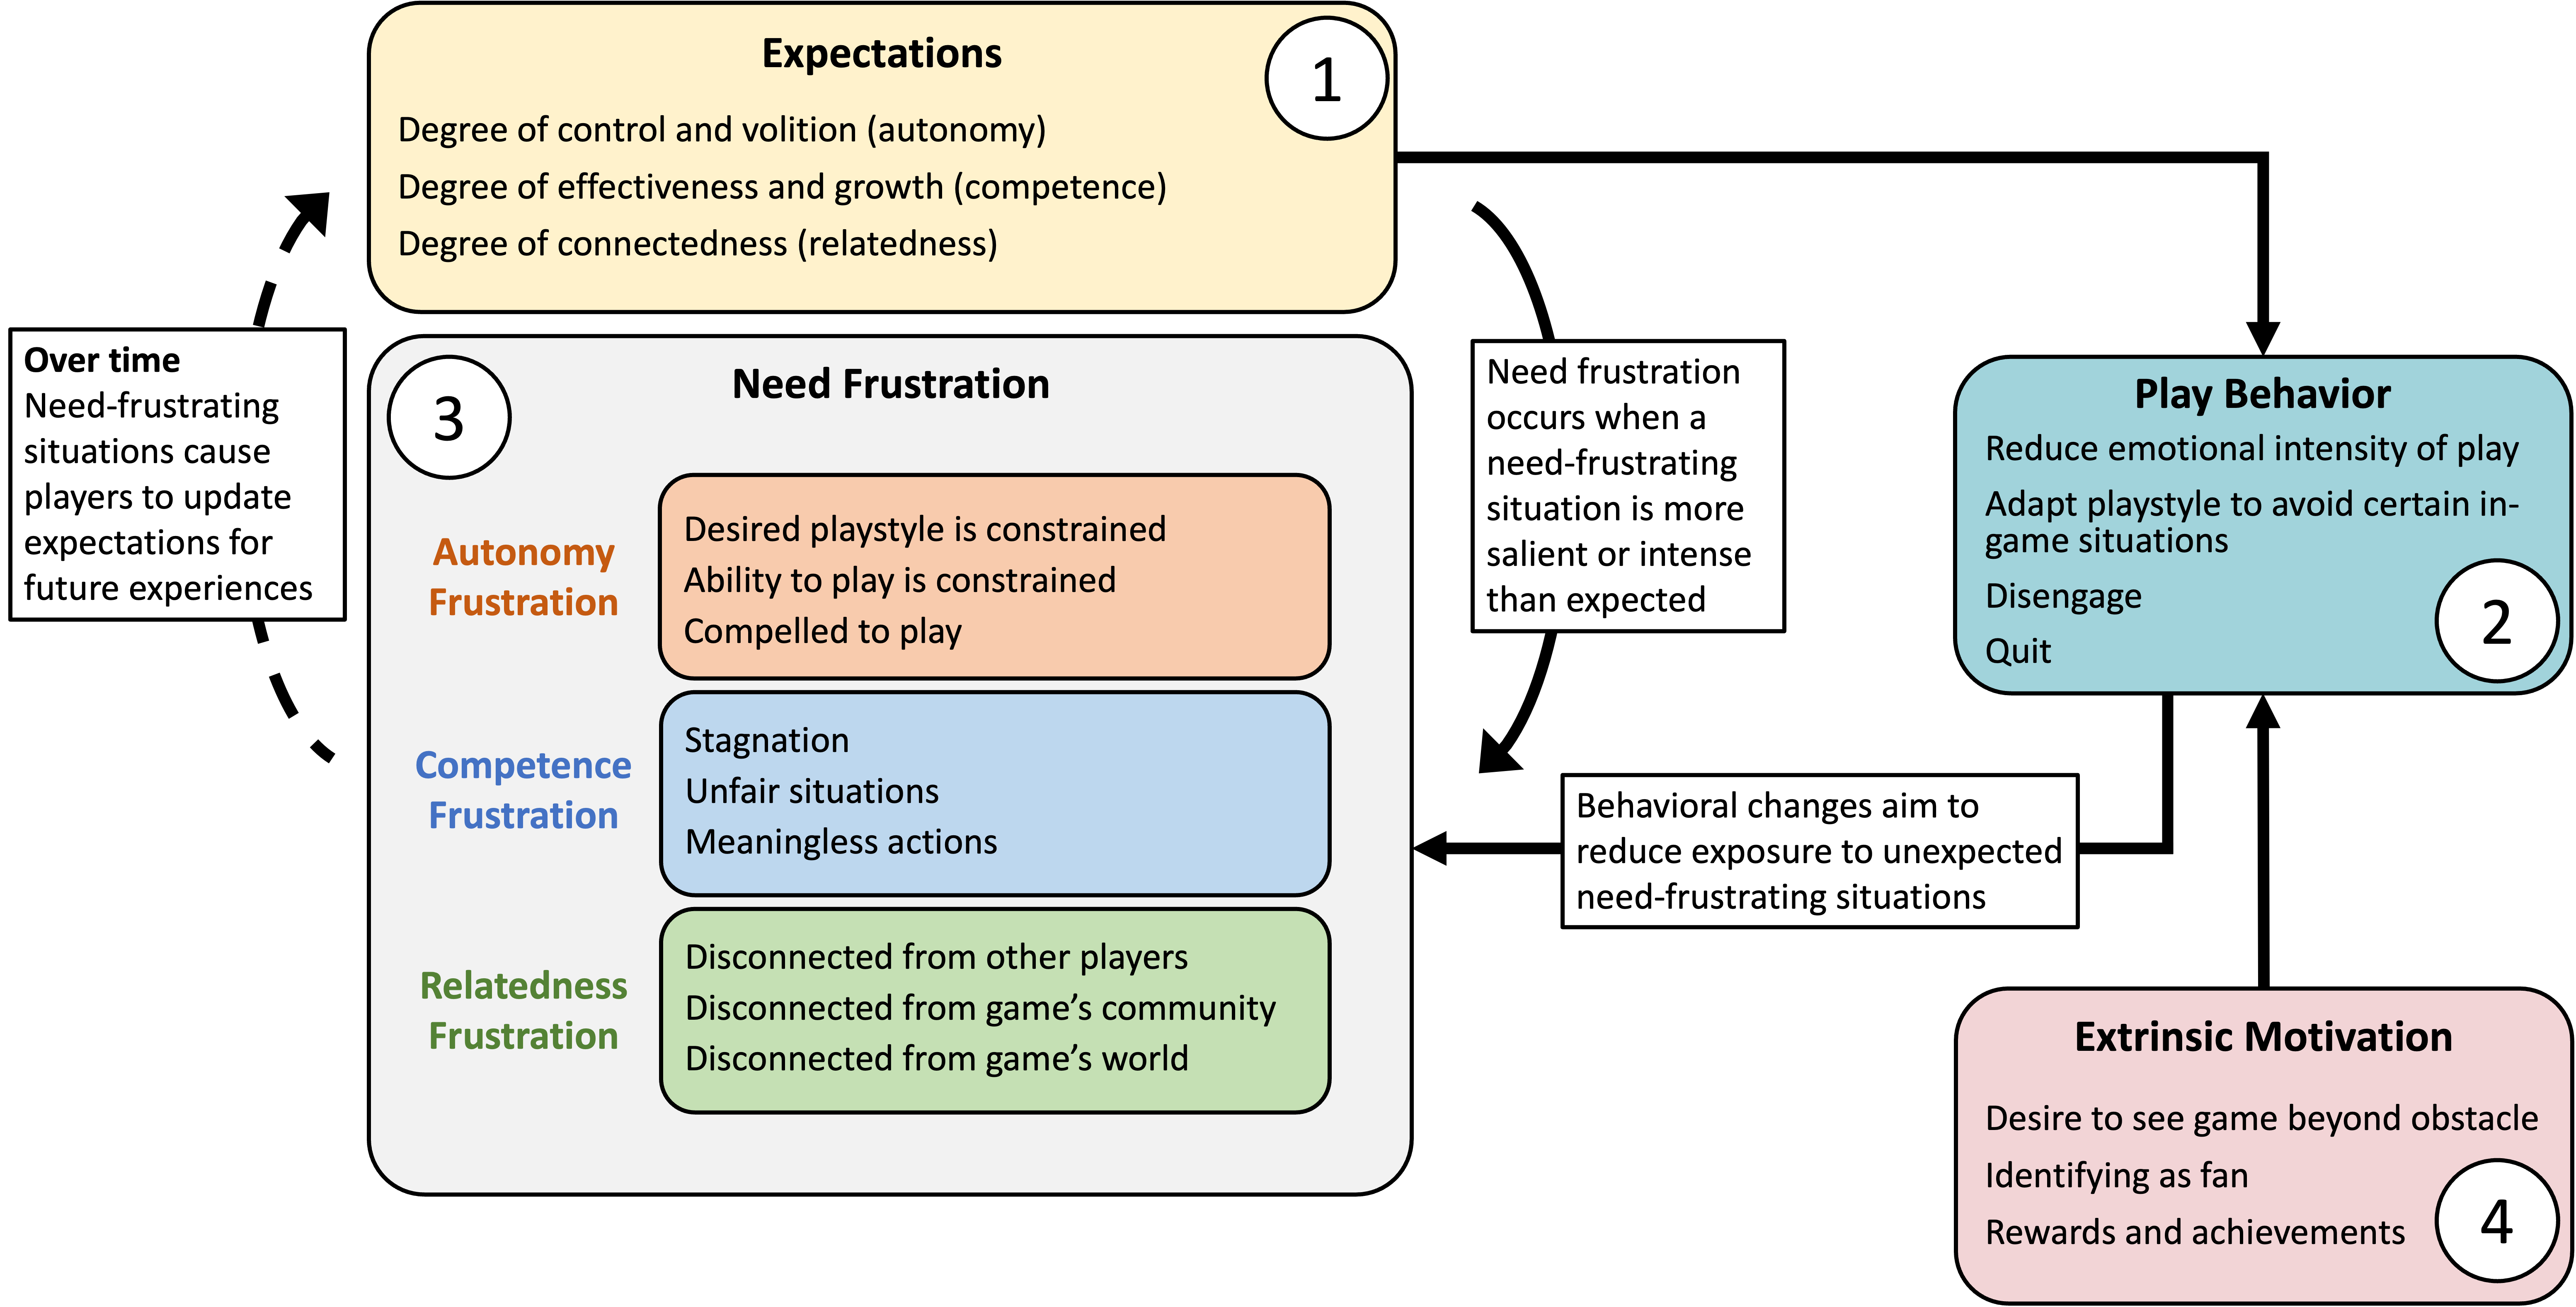 Expectations
1
Degree of control and volition (autonomy)
Degree of effectiveness and growth (competence)
Degree of connectedness (relatedness)
Over time
Need-frustrating
situations cause
players to update
expectations for
future experiences
3
Need Frustration
Autonomy
Frustration
Desired playstyle is constrained
Ability to play is constrained
Compelled to play
Competence
Frustration
Stagnation
Unfair situations
Meaningless actions
Relatedness
Frustration
Disconnected from other players
Disconnected from game’s community
Disconnected from game’s world
Need frustration
occurs when a
need-frustrating
situation is more
salient or intense
than expected
Play Behavior
Reduce emotional intensity of play
Adapt playstyle to avoid certain in-
game situations
Disengage
Quit
2
Behavioral changes aim to
reduce exposure to unexpected
need-frustrating situations
Extrinsic Motivation
Desire to see game beyond obstacle
Identifying as fan
Rewards and achievements
4